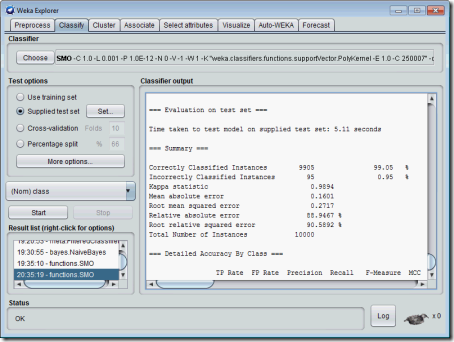 Weka Explorer
Preprocess Classify Cluster Associate Select attributes Visualize Auto-WEKA Forecast
Classifier
Choose SMO -C 1.0 -L 0.001 -P 1.0E-12 -N 0 -V -1 -W 1 -K "weka.classifiers.functions.supportVector.PolyKernel -E 1.0 -C 250007"
Test options
Use training set
Supplied test set Set...
Cross-validation Folds 10
Percentage split % 66
More options...
(Nom) class
Start Stop
Result list (right-click for options)
19:30:55 - bayes.NaiveBayes
19:35:10 - functions.SMO
20:35:19 - functions.SMO
Classifier output
=== Evaluation on test set ===
Time taken to test model on supplied test set: 5.11 seconds
=== Summary ===
Correctly Classified Instances 9905 99.05 %
Incorrectly Classified Instances 95 0.95 %
Kappa statistic 0.9894
Mean absolute error 0.1601
Root mean squared error 0.2717
Relative absolute error 88.9467 %
Root relative squared error 90.5892 %
Total Number of Instances 10000
=== Detailed Accuracy By Class ===
TP Rate FP Rate Precision Recall F-Measure MCC
Status
OK
Log
x 0